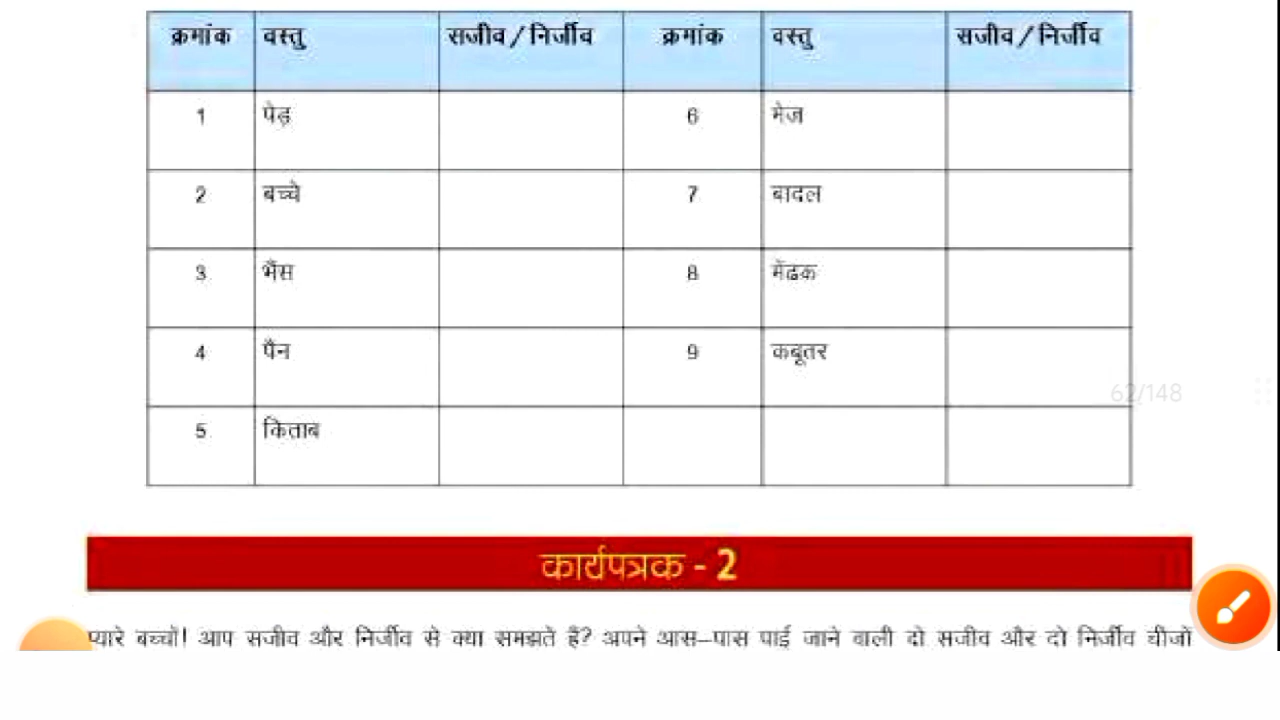 क्रमांक वस्तु सजीव/निर्जीव क्रमांक वस्तु सजीव/निर्जीव
1 पेड़ 6 मेज
2 बच्चे 7 बादल
3 भैंस 8 मेंढक
4 पैन 9 कबूतर
62/148
5 किताब
कार्यपत्रक - 2
प्यारे बच्चों! आप सजीव और निर्जीव से क्या समझते हैं? अपने आस–पास पाई जाने वाली दो सजीव और दो निर्जीव चीजों